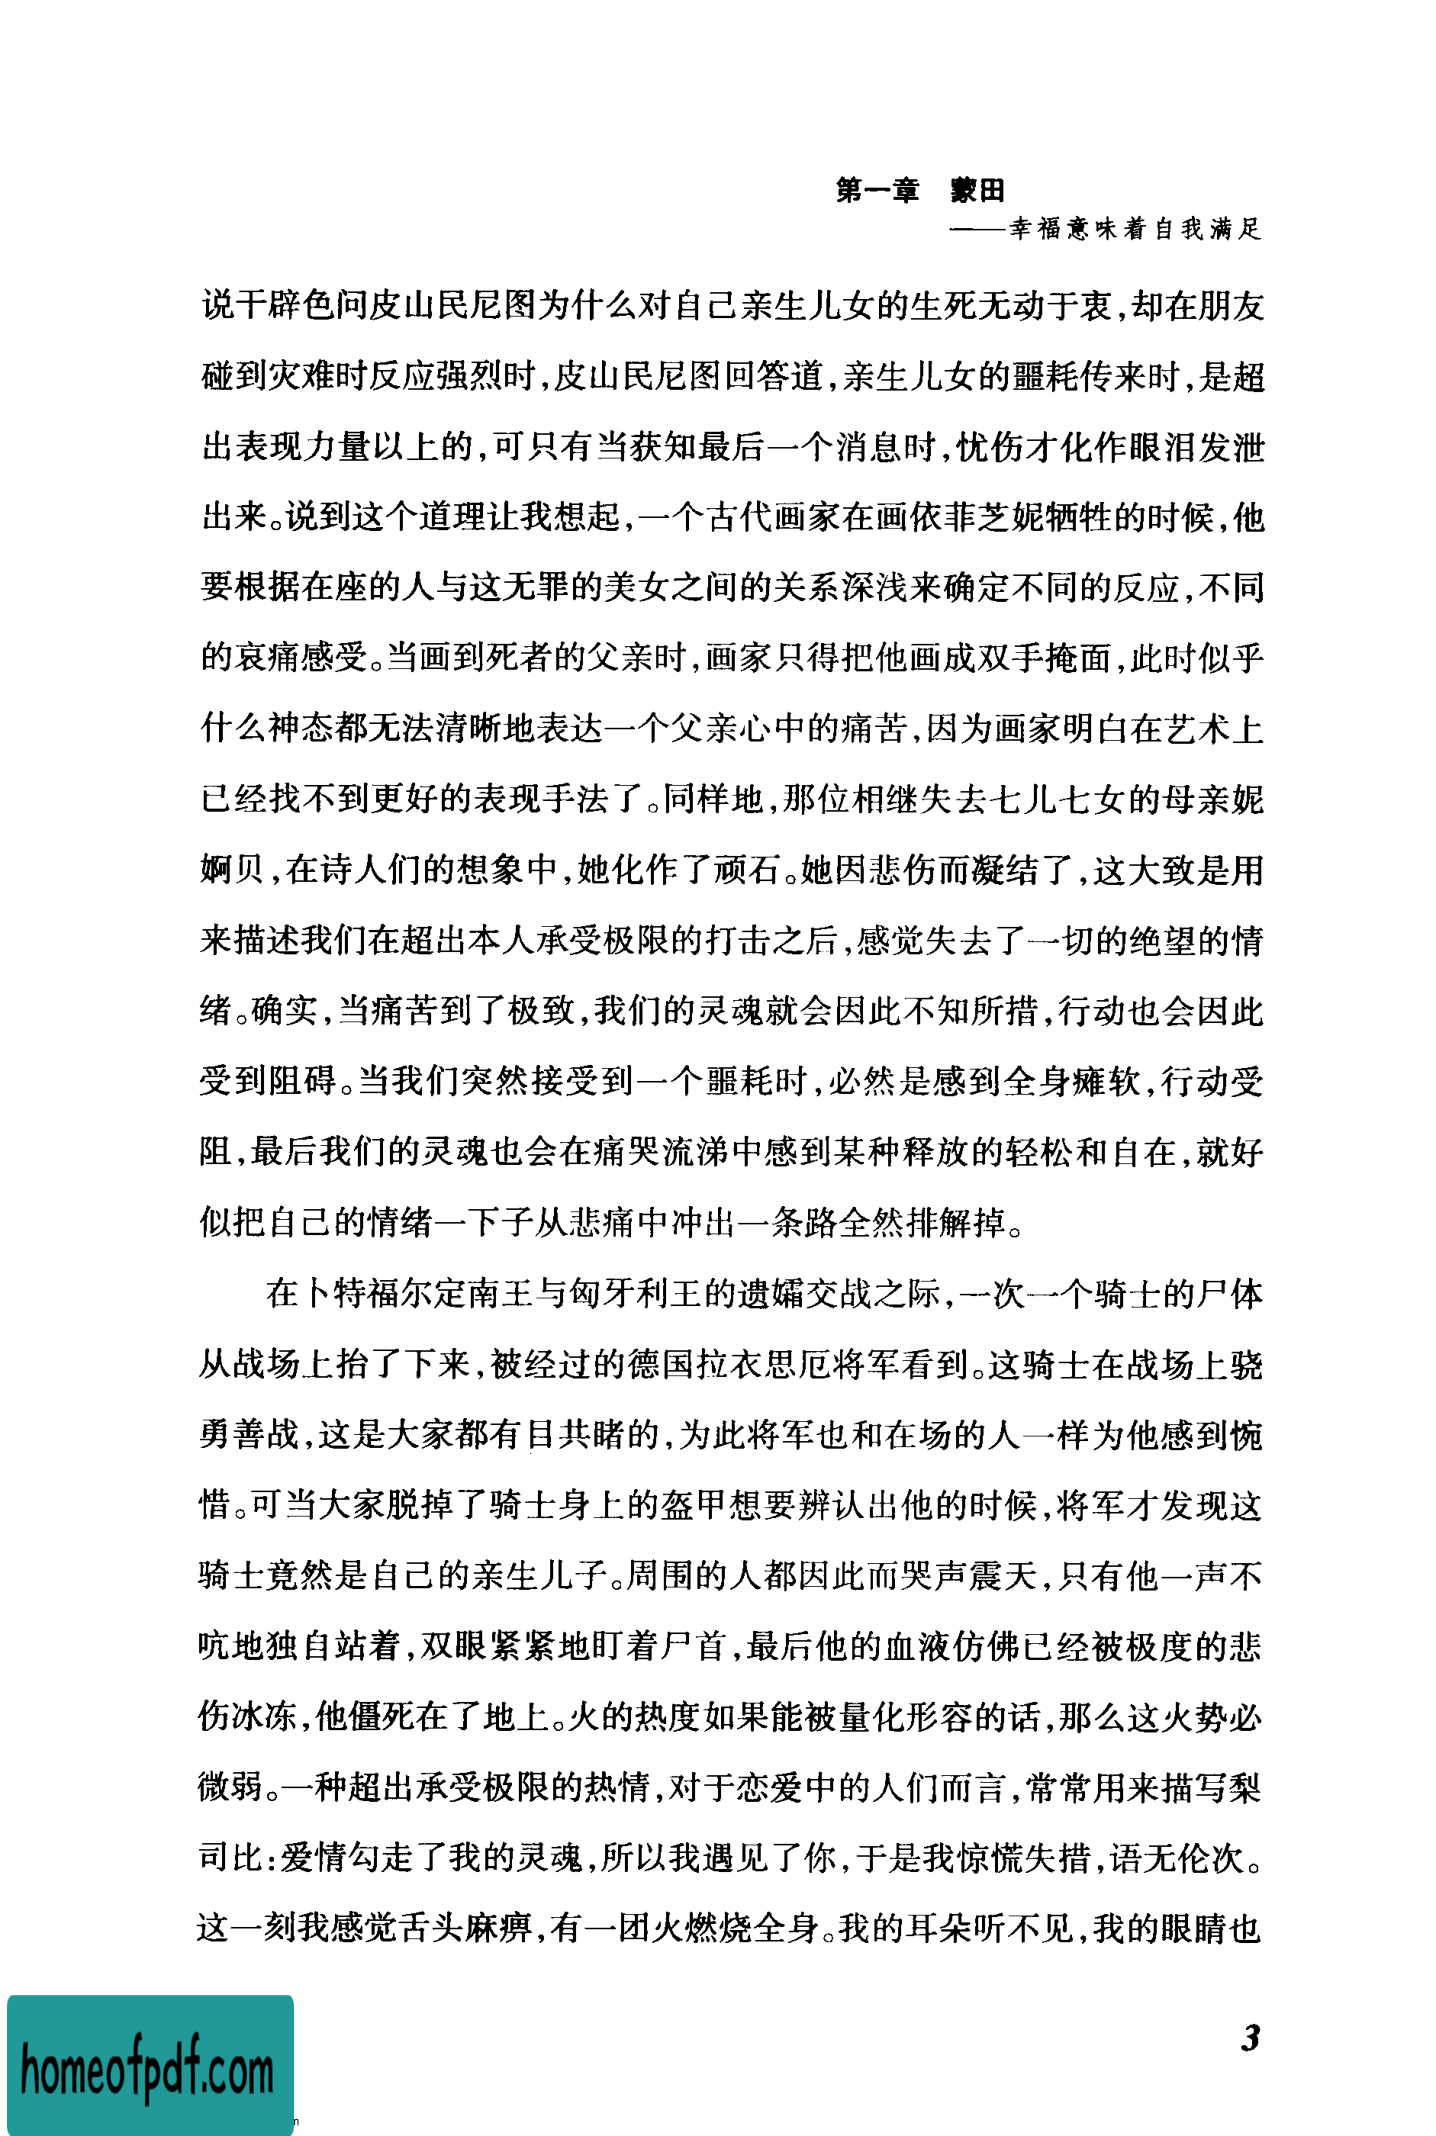 第一章　蒙田
——幸福意味着自我满足
说干辟色问皮山民尼图为什么对自己亲生儿女的生死无动于衷,却在朋友
碰到灾难时反应强烈时,皮山民尼图回答道,亲生儿女的噩耗传来时,是超
出表现力量以上的,可只有当获知最后一个消息时,忧伤才化作眼泪发泄
出来。说到这个道理让我想起,一个古代画家在画依菲芝妮牺牲的时候,他
要根据在座的人与这无罪的美女之间的关系深浅来确定不同的反应,不同
的哀痛感受。当画到死者的父亲时,画家只得把他画成双手掩面,此时似乎
什么神态都无法清晰地表达一个父亲心中的痛苦,因为画家明白在艺术上
已经找不到更好的表现手法了。同样地,那位相继失去七儿七女的母亲妮
婀贝,在诗人们的想象中,她化作了顽石。她因悲伤而凝结了,这大致是用
来描述我们在超出本人承受极限的打击之后,感觉失去了一切的绝望的情
绪。确实,当痛苦到了极致,我们的灵魂就会因此不知所措,行动也会因此
受到阻碍。当我们突然接受到一个噩耗时,必然是感到全身瘫软,行动受
阻,最后我们的灵魂也会在痛哭流涕中感到某种释放的轻松和自在,就好
似把自己的情绪一下子从悲痛中冲出一条路全然排解掉。
在卜特福尔定南王与匈牙利王的遗孀交战之际,一次一个骑士的尸体
从战场上抬了下来,被经过的德国拉衣思厄将军看到。这骑士在战场上骁
勇善战,这是大家都有目共睹的,为此将军也和在场的人一样为他感到惋
惜。可当大家脱掉了骑士身上的盔甲想要辨认出他的时候,将军才发现这
骑士竟然是自己的亲生儿子。周围的人都因此而哭声震天,只有他一声不
吭地独自站着,双眼紧紧地盯着尸首,最后他的血液仿佛已经被极度的悲
伤冰冻,他僵死在了地上。火的热度如果能被量化形容的话,那么这火势必
微弱。一种超出承受极限的热情,对于恋爱中的人们而言,常常用来描写梨
司比:爱情勾走了我的灵魂,所以我遇见了你,于是我惊慌失措,语无伦次。
这一刻我感觉舌头麻痹,有一团火燃烧全身。我的耳朵听不见,我的眼睛也
3
homeofpdf.com
n